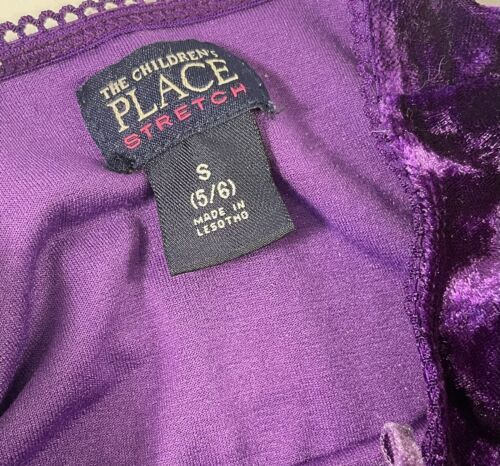 THE CHILDREN'S
PLACE
STRETCH
S
(5/6)
MADE IN
LESOTHO